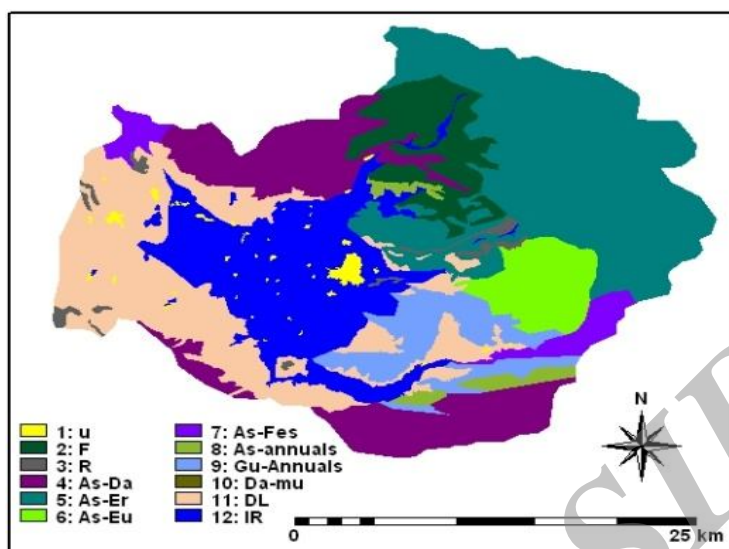 N
1: u
2: F
3: R
4: As-Da
5: As-Er
6: As-Eu
7: As-Fes
8: As-annuals
9: Gu-Annuals
10: Da-mu
11: DL
12: IR
0 25 km